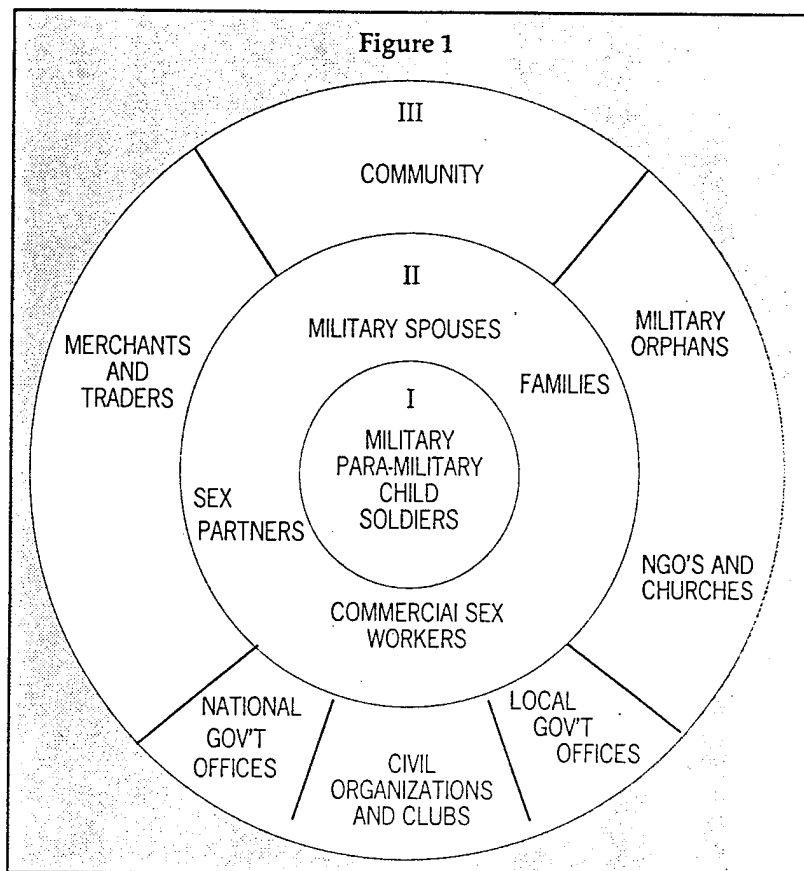 Figure 1
III
COMMUNITY
II
MILITARY SPOUSES
MERCHANTS
AND
TRADERS
MILITARY
ORPHANS
FAMILIES
I
MILITARY
PARA-MILITARY
CHILD
SOLDIERS
SEX
PARTNERS
NGO'S AND
CHURCHES
COMMERCIAl SEX
WORKERS
NATIONAL
GOV'T
OFFICES
LOCAL
GOV'T
OFFICES
CIVIL
ORGANIZATIONS
AND CLUBS